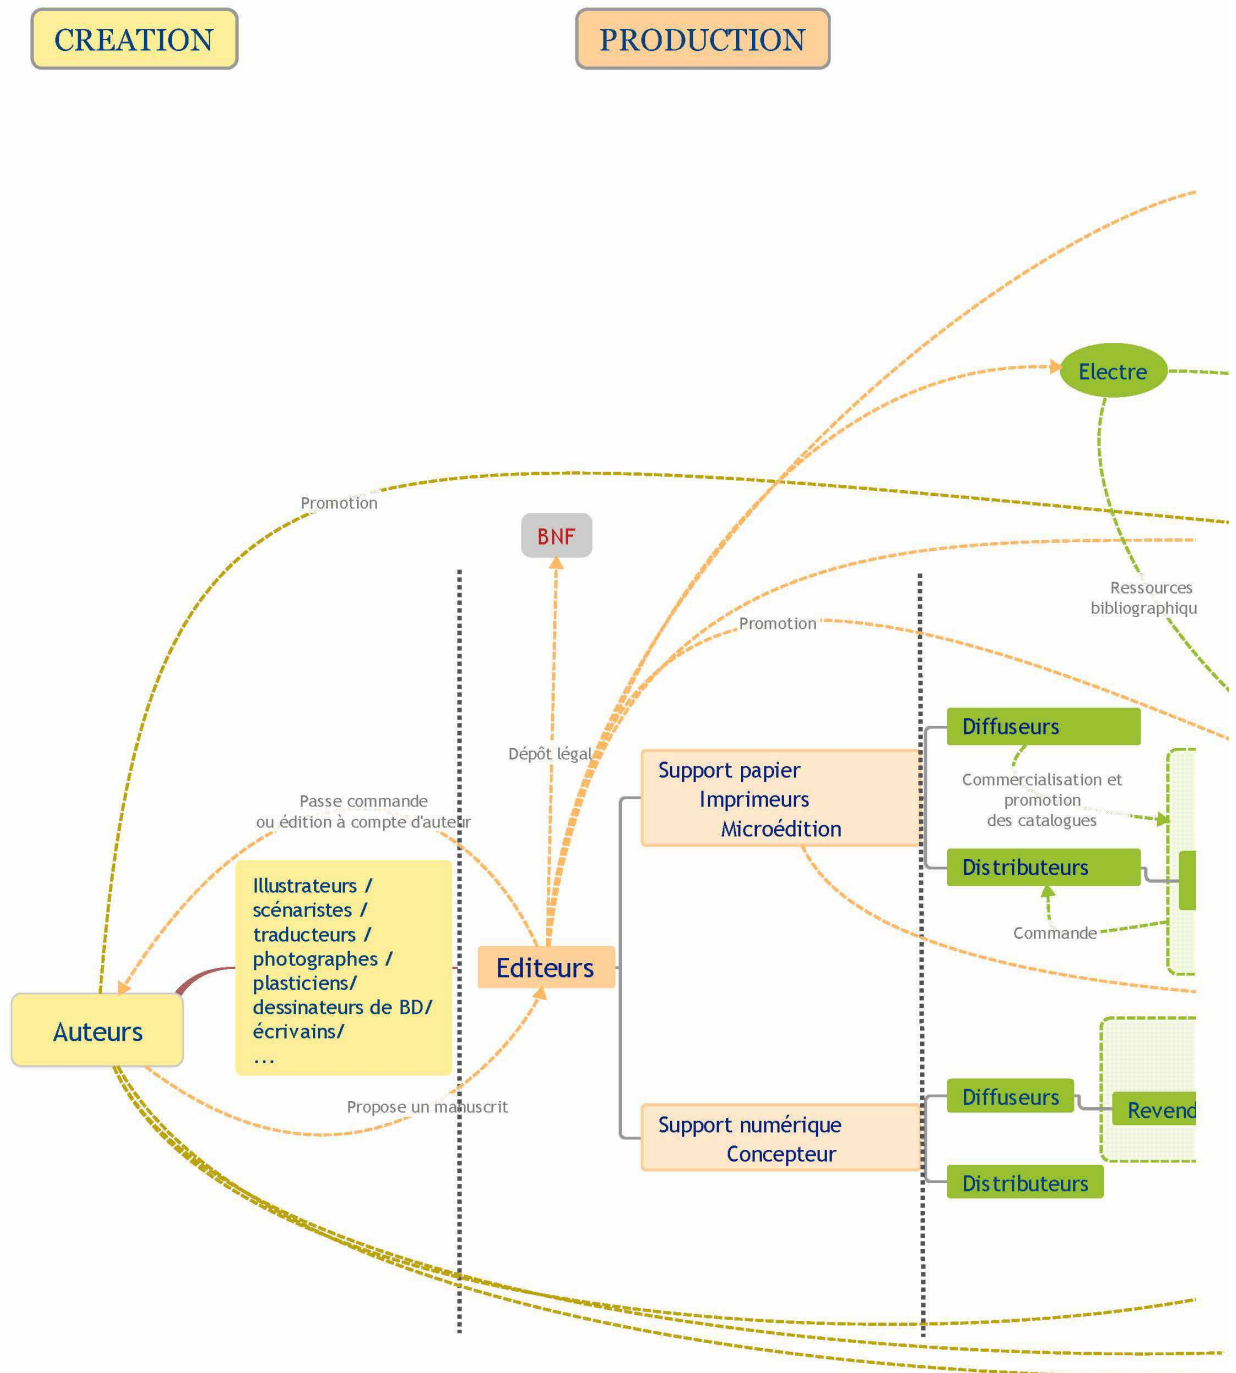 CREATION
PRODUCTION
Electre
Promotion
BNF
Ressources
bibliographiqu
Promotion
Diffuseurs
Dépôt légal
Support papier
Imprimeurs
Microédition
Commercialisation et
promotion
des catalogues
Passe commande
ou édition à compte d'auteur
Distributeurs
Illustrateurs /
scénaristes /
traducteurs /
photographes /
plasticiens/
dessinateurs de BD/
écrivains/
...
Commande
Editeurs
Auteurs
Propose un manuscrit
Diffuseurs
Revend
Support numérique
Concepteur
Distributeurs